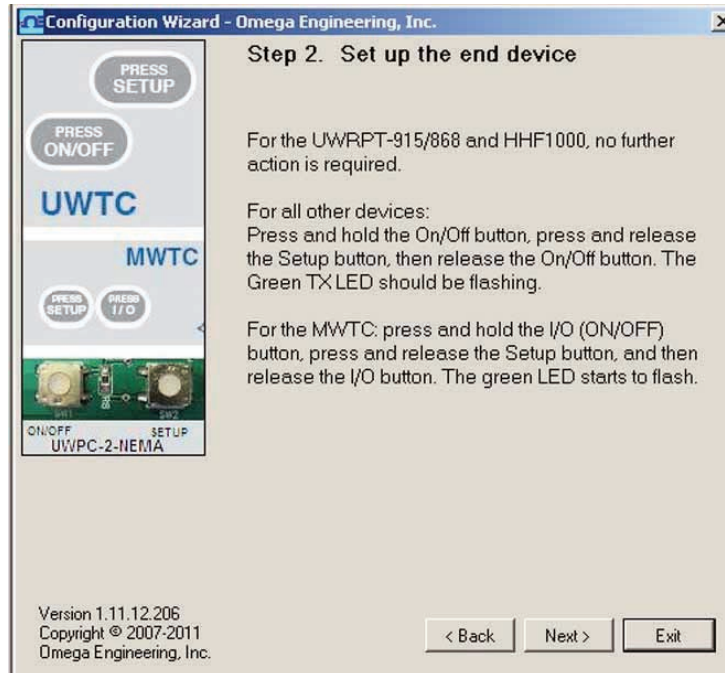 Configuration Wizard - Omega Engineering, Inc.
Step 2. Set up the end device
PRESS
SETUP
PRESS
ON/OFF
UWTC
MWTC
PRESS
SETUP
PRESS
I/O
SW1
R8
SW2
ON/OFF
SETUP
UWPC-2-NEMA
For the UWRPT-915/868 and HHF1000, no further
action is required.
For all other devices:
Press and hold the On/Off button, press and release
the Setup button, then release the On/Off button. The
Green TX LED should be flashing.
For the MWTC: press and hold the I/O (ON/OFF)
button, press and release the Setup button, and then
release the I/O button. The green LED starts to flash.
Version 1.11.12.206
Copyright © 2007-2011
Omega Engineering, Inc.
< Back
Next >
Exit